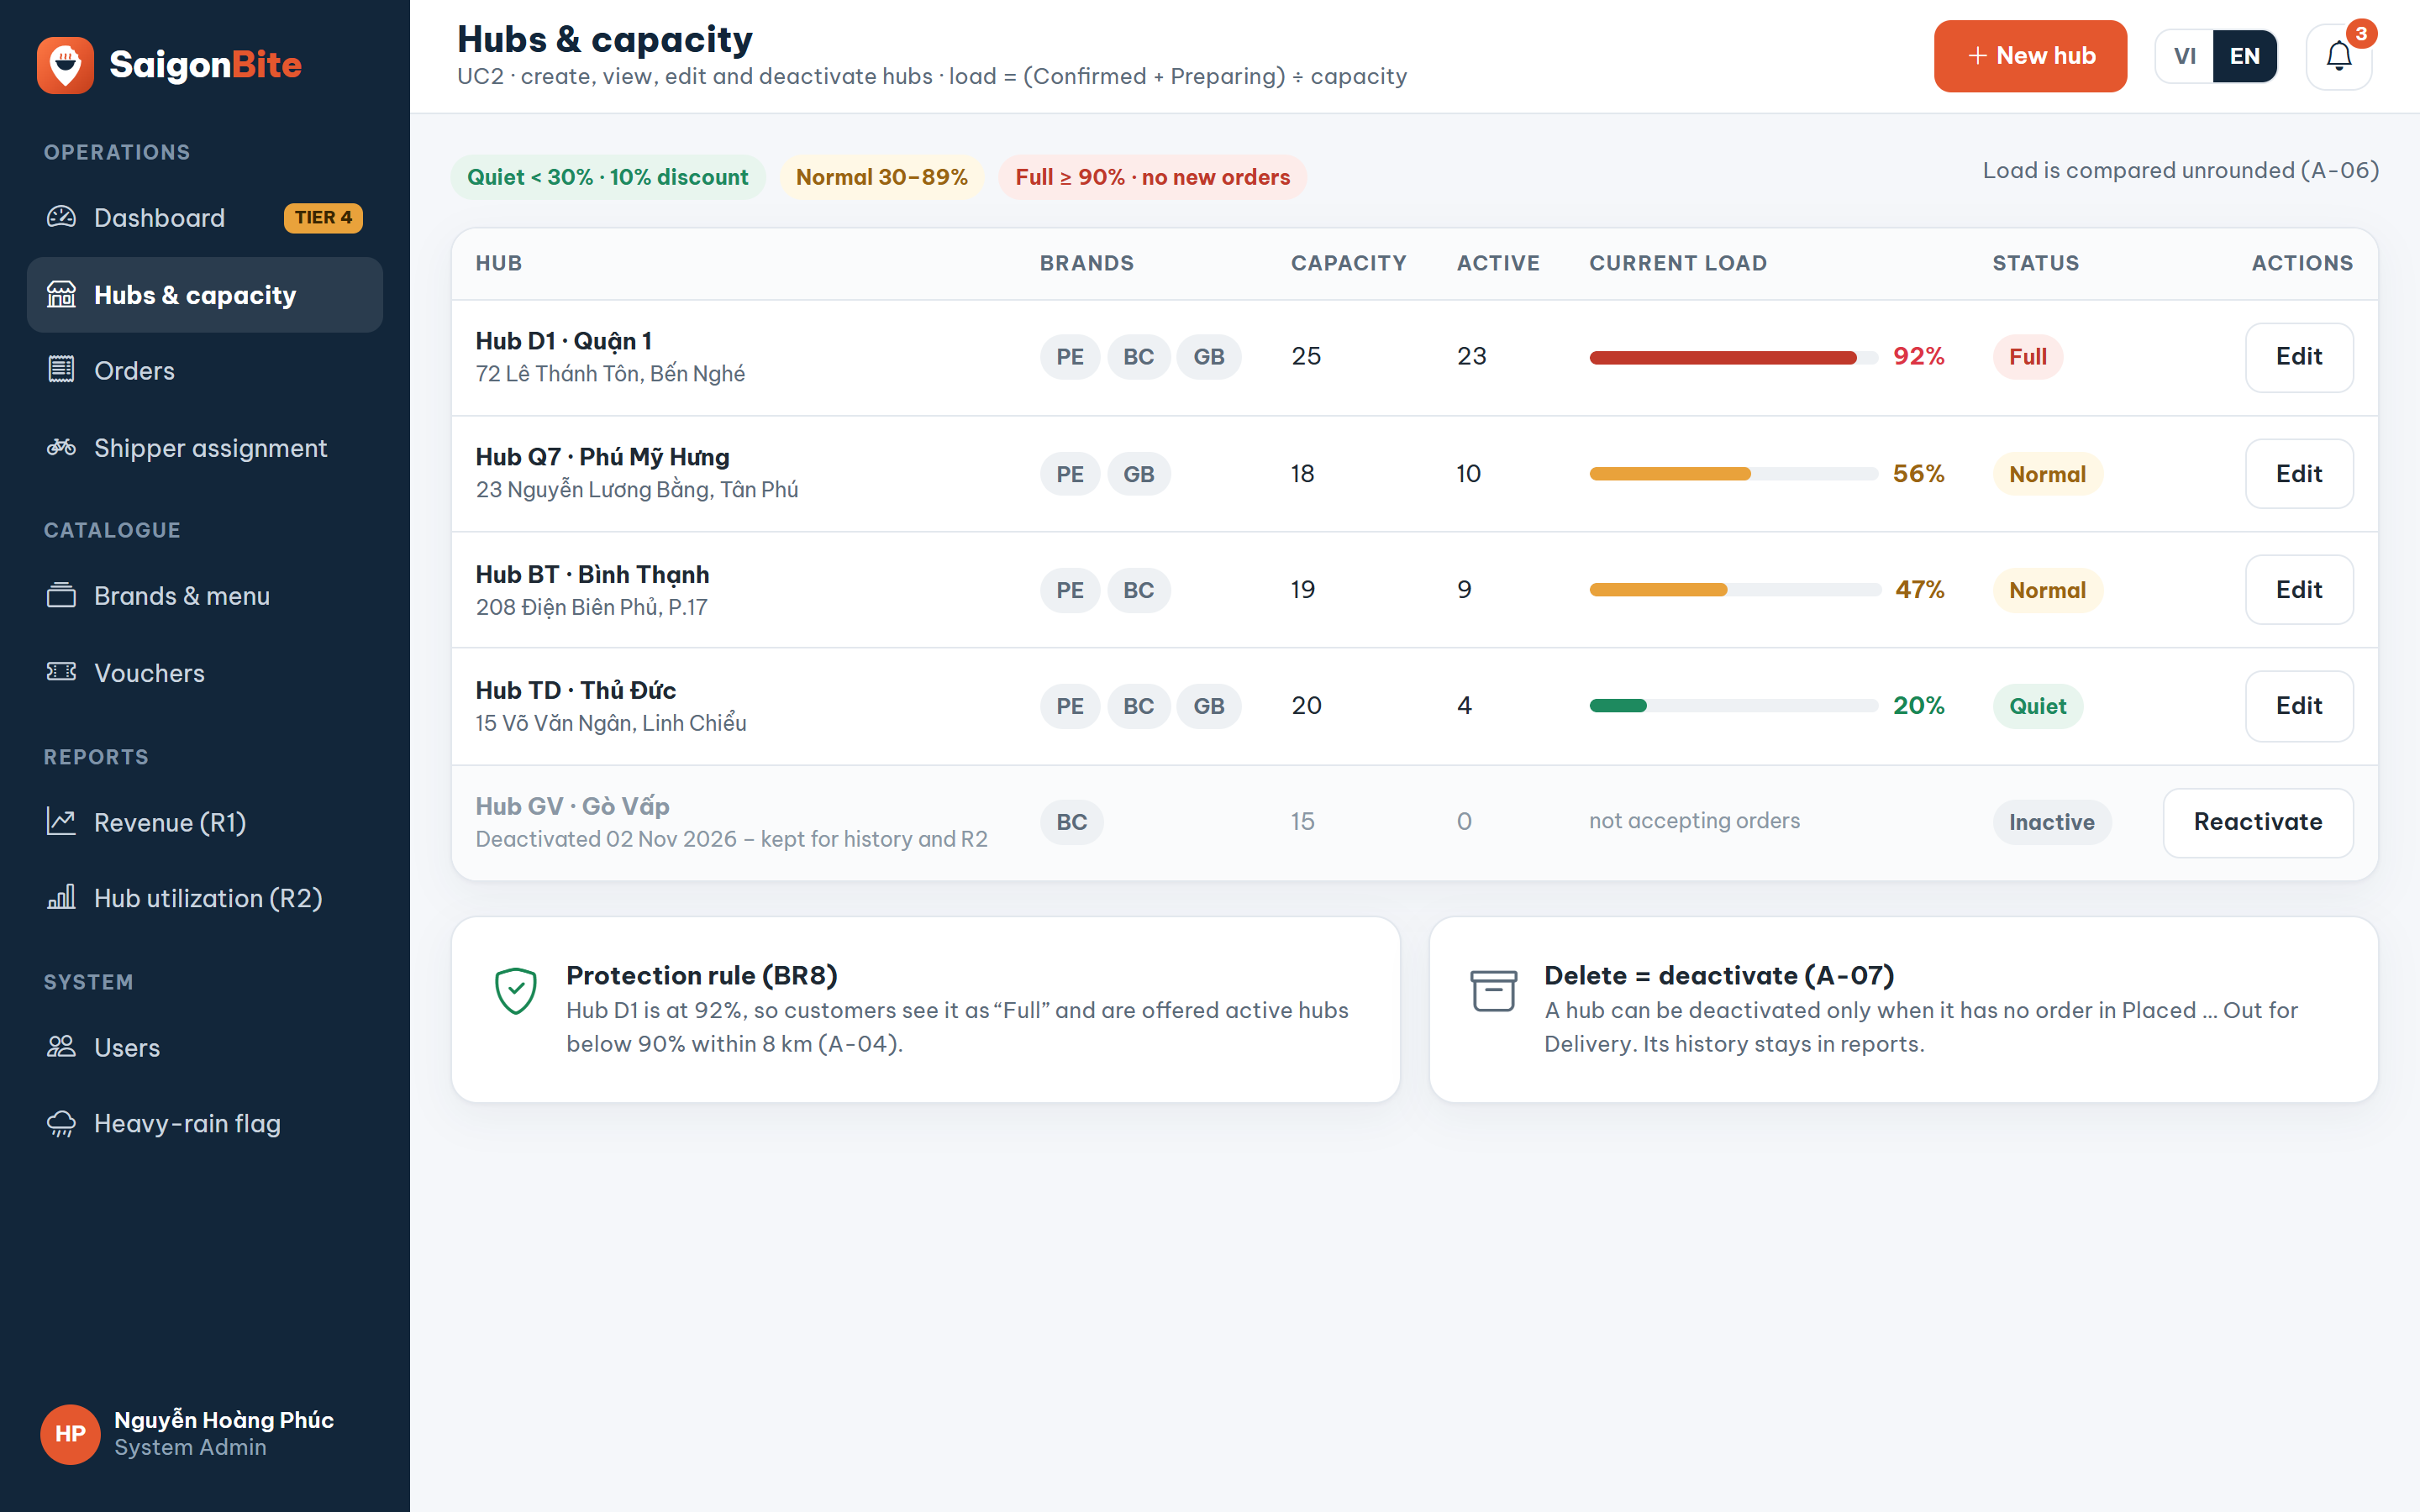 SaigonBite
OPERATIONS
Dashboard TIER 4
Hubs & capacity
Orders
Shipper assignment
CATALOGUE
Brands & menu
Vouchers
REPORTS
Revenue (R1)
Hub utilization (R2)
SYSTEM
Users
Heavy-rain flag
HP
Nguyễn Hoàng Phúc
System Admin
Hubs & capacity
UC2 · create, view, edit and deactivate hubs · load = (Confirmed + Preparing) ÷ capacity
+ New hub
VI EN
3
Quiet < 30% · 10% discount Normal 30–89% Full ≥ 90% · no new orders
Load is compared unrounded (A-06)
HUB BRANDS CAPACITY ACTIVE CURRENT LOAD STATUS ACTIONS
Hub D1 · Quận 1
72 Lê Thánh Tôn, Bến Nghé
PE BC GB 25 23 92% Full Edit
Hub Q7 · Phú Mỹ Hưng
23 Nguyễn Lương Bằng, Tân Phú
PE GB 18 10 56% Normal Edit
Hub BT · Bình Thạnh
208 Điện Biên Phủ, P.17
PE BC 19 9 47% Normal Edit
Hub TD · Thủ Đức
15 Võ Văn Ngân, Linh Chiểu
PE BC GB 20 4 20% Quiet Edit
Hub GV · Gò Vấp
Deactivated 02 Nov 2026 – kept for history and R2
BC 15 0 not accepting orders Inactive Reactivate
Protection rule (BR8)
Hub D1 is at 92%, so customers see it as “Full” and are offered active hubs
below 90% within 8 km (A-04).
Delete = deactivate (A-07)
A hub can be deactivated only when it has no order in Placed … Out for
Delivery. Its history stays in reports.